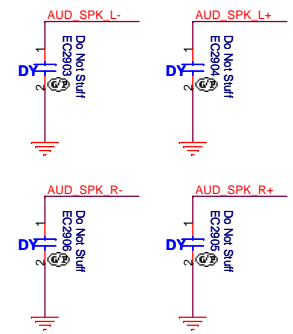 AUD_SPK_L-
1
DY
2
Do Not Stuff
EC2903
G/P
AUD_SPK_L+
1
DY
2
Do Not Stuff
EC2904
G/P
AUD_SPK_R-
1
DY
2
Do Not Stuff
EC2906
G/P
AUD_SPK_R+
1
DY
2
Do Not Stuff
EC2905
G/P